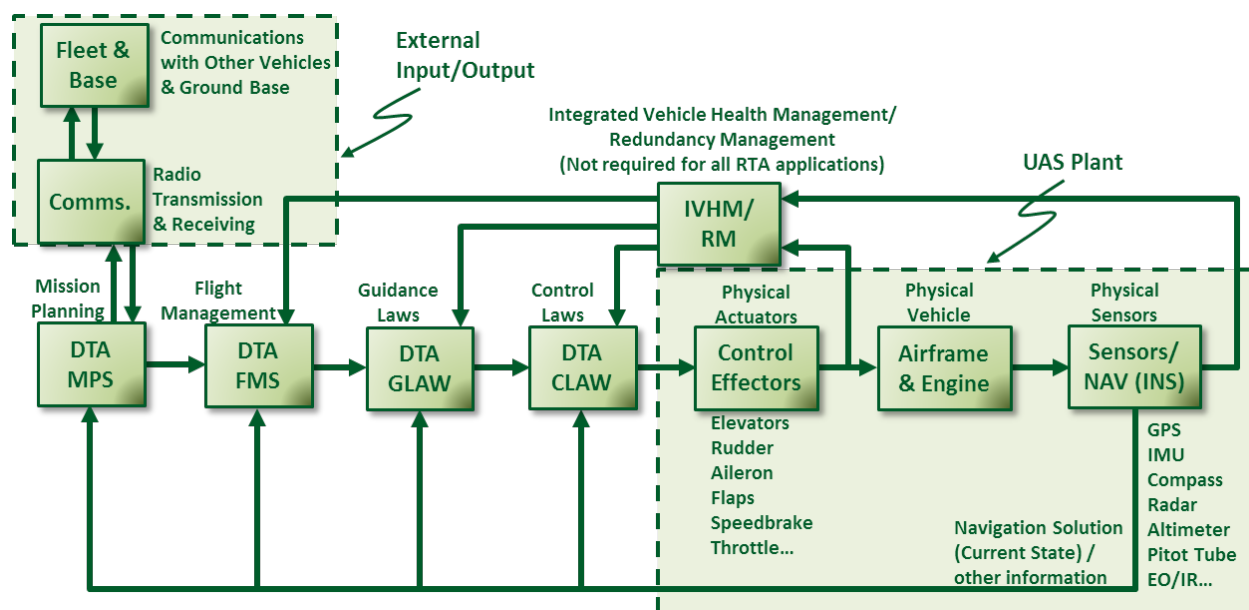 Fleet &
Base
Communications
with Other Vehicles
& Ground Base
External
Input/Output
Comms.
Radio
Transmission
& Receiving
Integrated Vehicle Health Management/
Redundancy Management
(Not required for all RTA applications)
IVHM/
RM
UAS Plant
Mission
Planning
DTA
MPS
Flight
Management
DTA
FMS
Guidance
Laws
DTA
GLAW
Control
Laws
DTA
CLAW
Physical
Actuators
Control
Effectors
Elevators
Rudder
Aileron
Flaps
Speedbrake
Throttle...
Physical
Vehicle
Airframe
& Engine
Physical
Sensors
Sensors/
NAV (INS)
GPS
IMU
Compass
Radar
Altimeter
Pitot Tube
EO/IR...
Navigation Solution
(Current State) /
other information